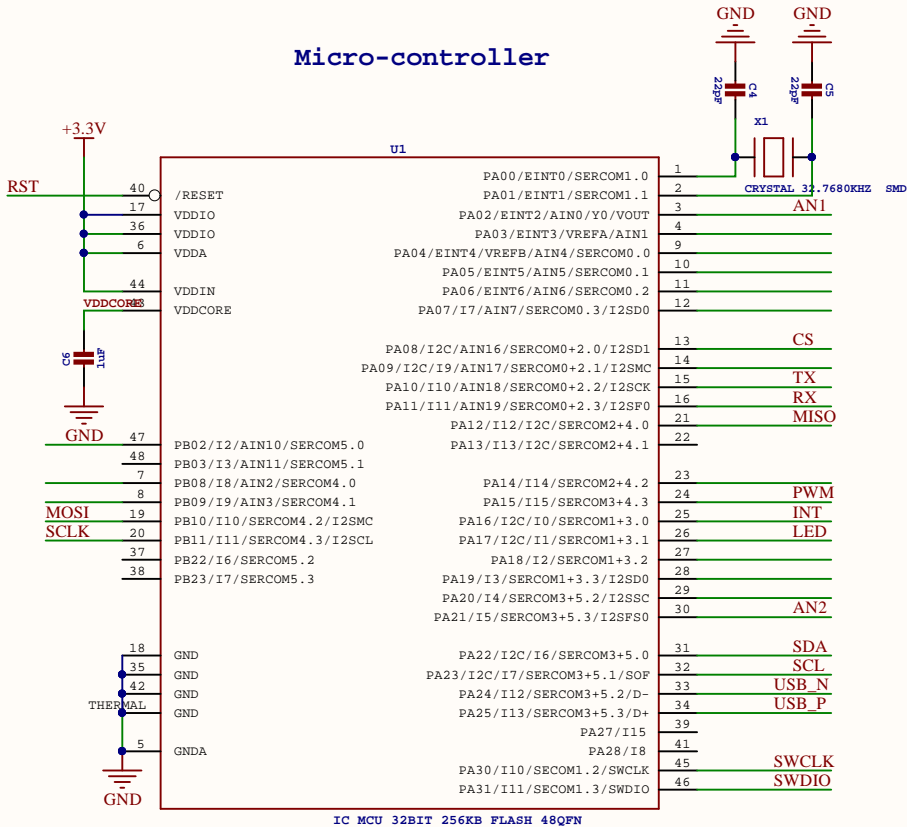 GND GND
Micro-controller
22pF C4 22pF C5
+3.3V
X1
U1
CRYSTAL 32.7680KHZ SMD
RST 40 /RESET
17 VDDIO
36 VDDIO
6 VDDA
44 VDDIN
VDDCORE 43 VDDCORE
C6 1uF
GND
47 PB02/I2/AIN10/SERCOM5.0
48 PB03/I3/AIN11/SERCOM5.1
7 PB08/I8/AIN2/SERCOM4.0
8 PB09/I9/AIN3/SERCOM4.1
MOSI 19 PB10/I10/SERCOM4.2/I2SMC
SCLK 20 PB11/I11/SERCOM4.3/I2SCL
37 PB22/I6/SERCOM5.2
38 PB23/I7/SERCOM5.3
18 GND
35 GND
42 GND
THERMAL GND
5 GNDA
GND
PA00/EINT0/SERCOM1.0 1
PA01/EINT1/SERCOM1.1 2
PA02/EINT2/AIN0/Y0/VOUT 3 AN1
PA03/EINT3/VREFA/AIN1 4
PA04/EINT4/VREFB/AIN4/SERCOM0.0 9
PA05/EINT5/AIN5/SERCOM0.1 10
PA06/EINT6/AIN6/SERCOM0.2 11
PA07/I7/AIN7/SERCOM0.3/I2SD0 12
PA08/I2C/AIN16/SERCOM0+2.0/I2SD1 13 CS
PA09/I2C/I9/AIN17/SERCOM0+2.1/I2SMC 14
PA10/I10/AIN18/SERCOM0+2.2/I2SCK 15 TX
PA11/I11/AIN19/SERCOM0+2.3/I2SF0 16 RX
PA12/I12/I2C/SERCOM2+4.0 21 MISO
PA13/I13/I2C/SERCOM2+4.1 22
PA14/I14/SERCOM2+4.2 23
PA15/I15/SERCOM3+4.3 24 PWM
PA16/I2C/I0/SERCOM1+3.0 25 INT
PA17/I2C/I1/SERCOM1+3.1 26 LED
PA18/I2/SERCOM1+3.2 27
PA19/I3/SERCOM1+3.3/I2SD0 28
PA20/I4/SERCOM3+5.2/I2SSC 29
PA21/I5/SERCOM3+5.3/I2SFS0 30 AN2
PA22/I2C/I6/SERCOM3+5.0 31 SDA
PA23/I2C/I7/SERCOM3+5.1/SOF 32 SCL
PA24/I12/SERCOM3+5.2/D- 33 USB_N
PA25/I13/SERCOM3+5.3/D+ 34 USB_P
PA27/I15 39
PA28/I8 41
PA30/I10/SECOM1.2/SWCLK 45 SWCLK
PA31/I11/SECOM1.3/SWDIO 46 SWDIO
IC MCU 32BIT 256KB FLASH 48QFN